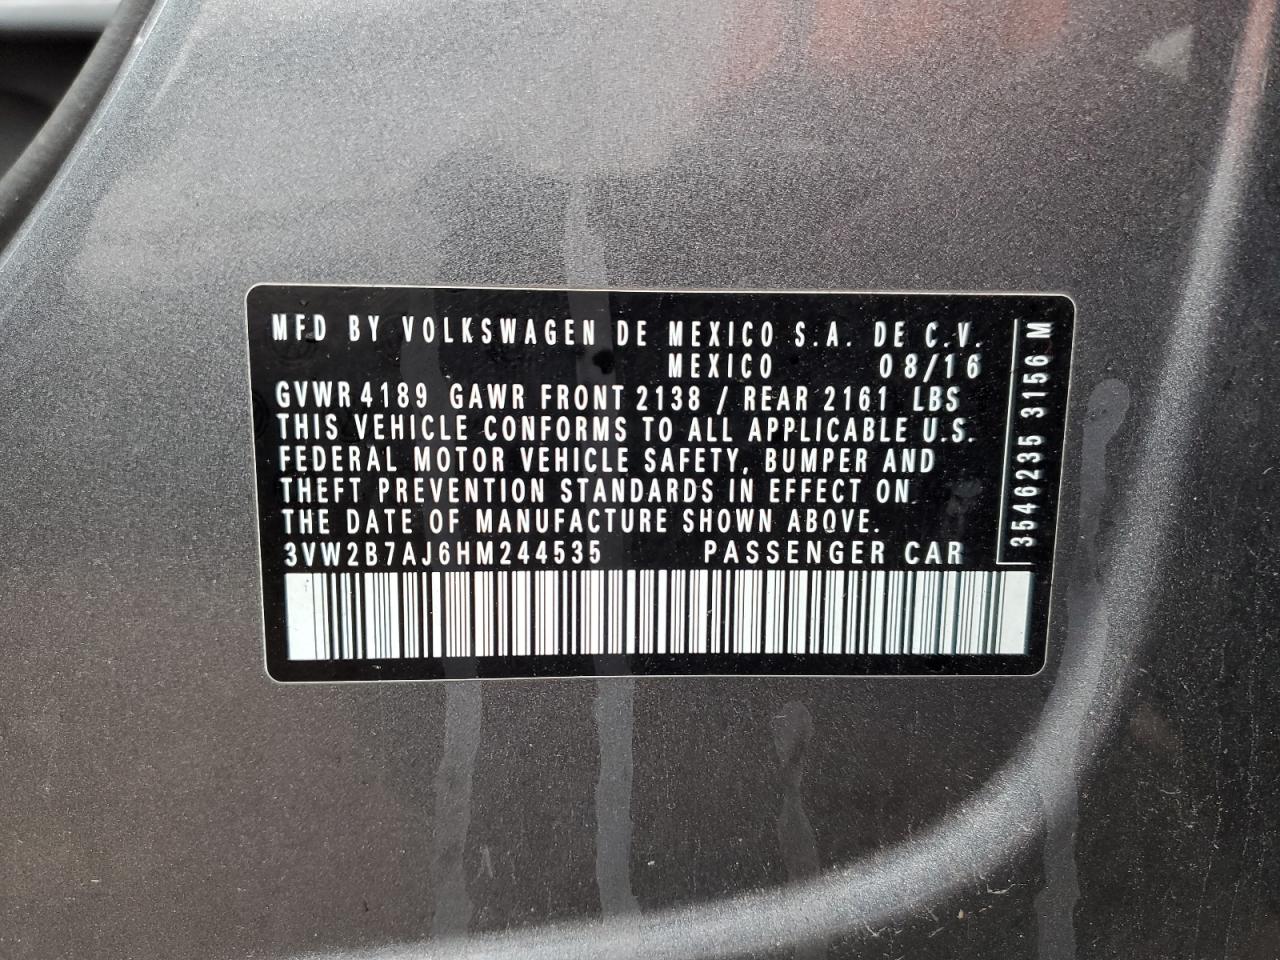 MFD BY VOLKSWAGEN DE MEXICO S.A. DE C.V.
MEXICO 08/16
GVWR 4189 GAWR FRONT 2138 / REAR 2161 LBS
THIS VEHICLE CONFORMS TO ALL APPLICABLE U.S.
FEDERAL MOTOR VEHICLE SAFETY, BUMPER AND
THEFT PREVENTION STANDARDS IN EFFECT ON
THE DATE OF MANUFACTURE SHOWN ABOVE.
3VW2B7AJ6HM244535 PASSENGER CAR
3546235 3156 M